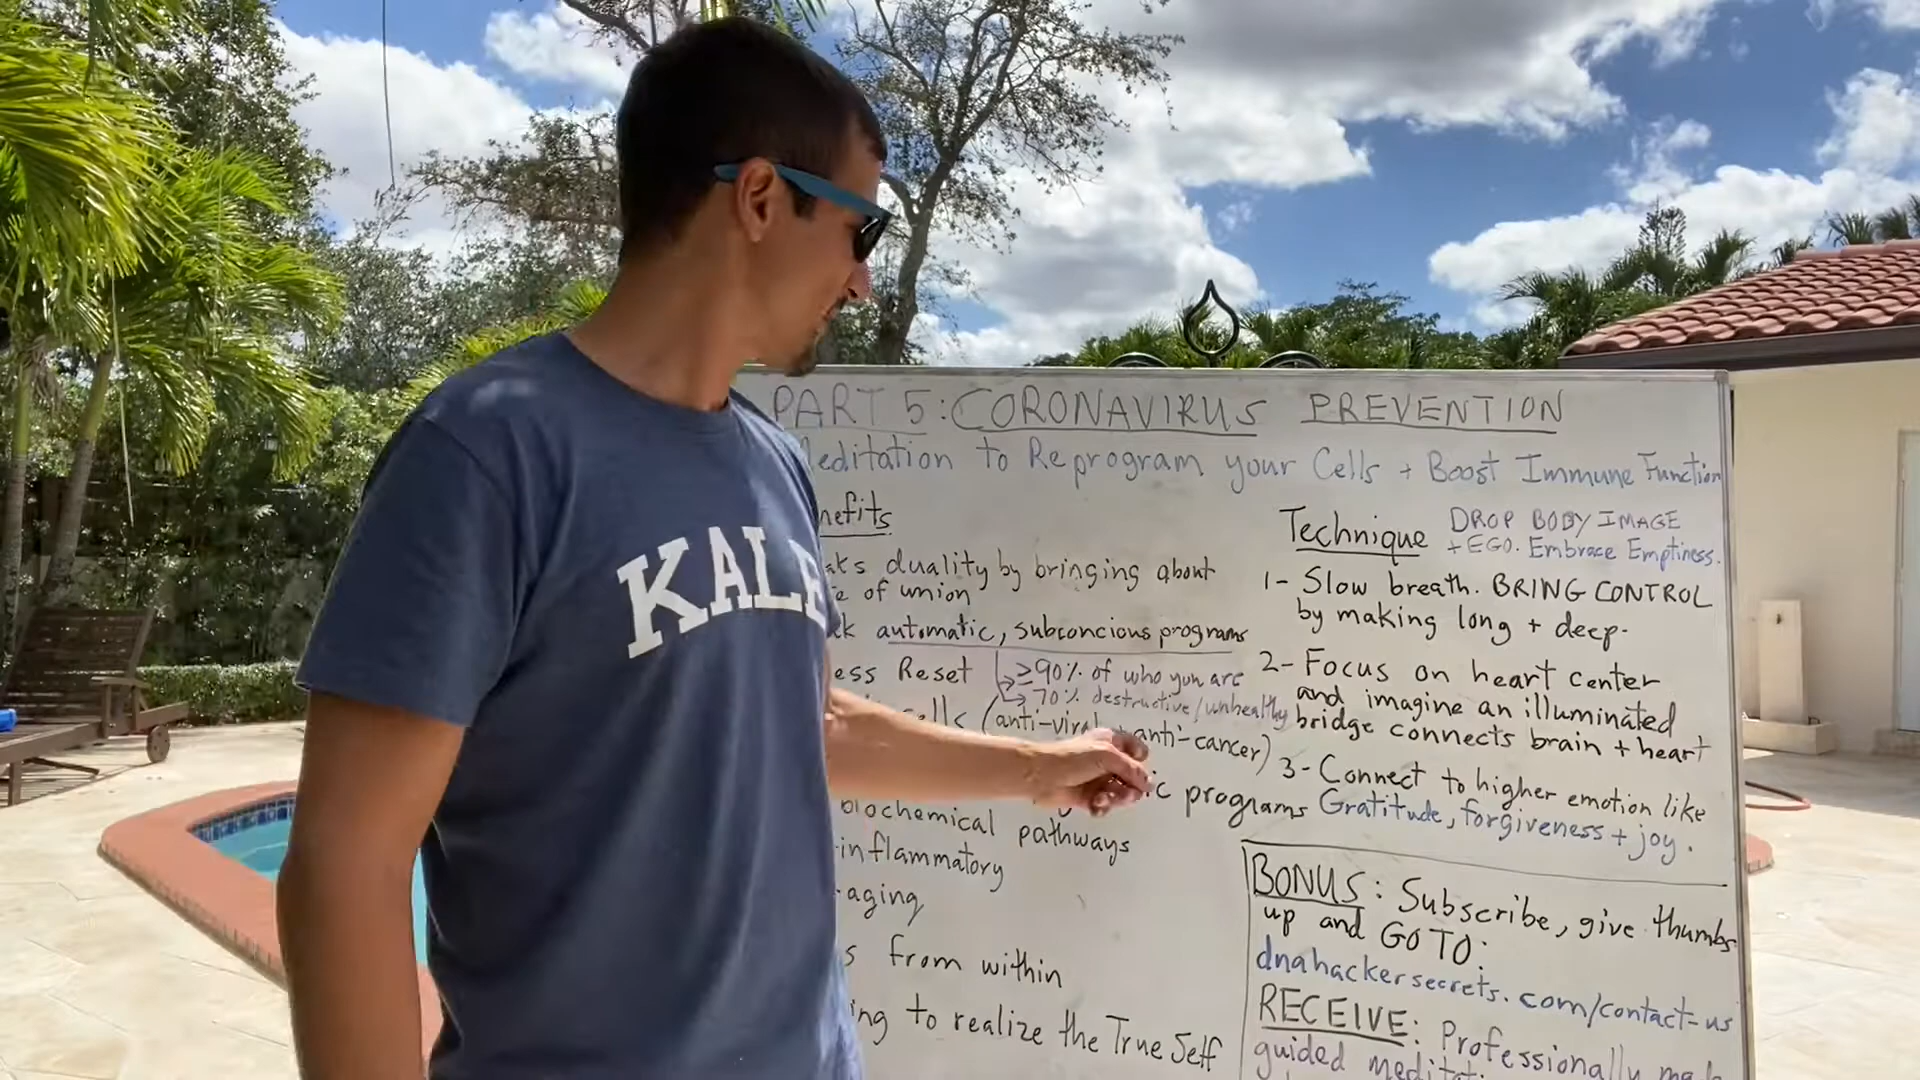 KALE
PART 5: CORONAVIRUS PREVENTION
Meditation to Reprogram your Cells + Boost Immune Function
nefits
duality by bringing about
of union
automatic, subconcious programs
ess Reset
≥90% of who you are
70% destructive/unhealthy
(anti-viral + anti-cancer)
programs
biochemical pathways
inflammatory
-aging
s from within
ing to realize the True Self
Technique
DROP BODY IMAGE
+ EGO. Embrace Emptiness.
1- Slow breath. BRING CONTROL
by making long + deep.
2- Focus on heart center
and imagine an illuminated
bridge connects brain + heart
3- Connect to higher emotion like
Gratitude, forgiveness + joy.
BONUS: Subscribe, give thumbs
up and GO TO:
dnahackersecrets.com/contact-us
RECEIVE: Professionally made
guided